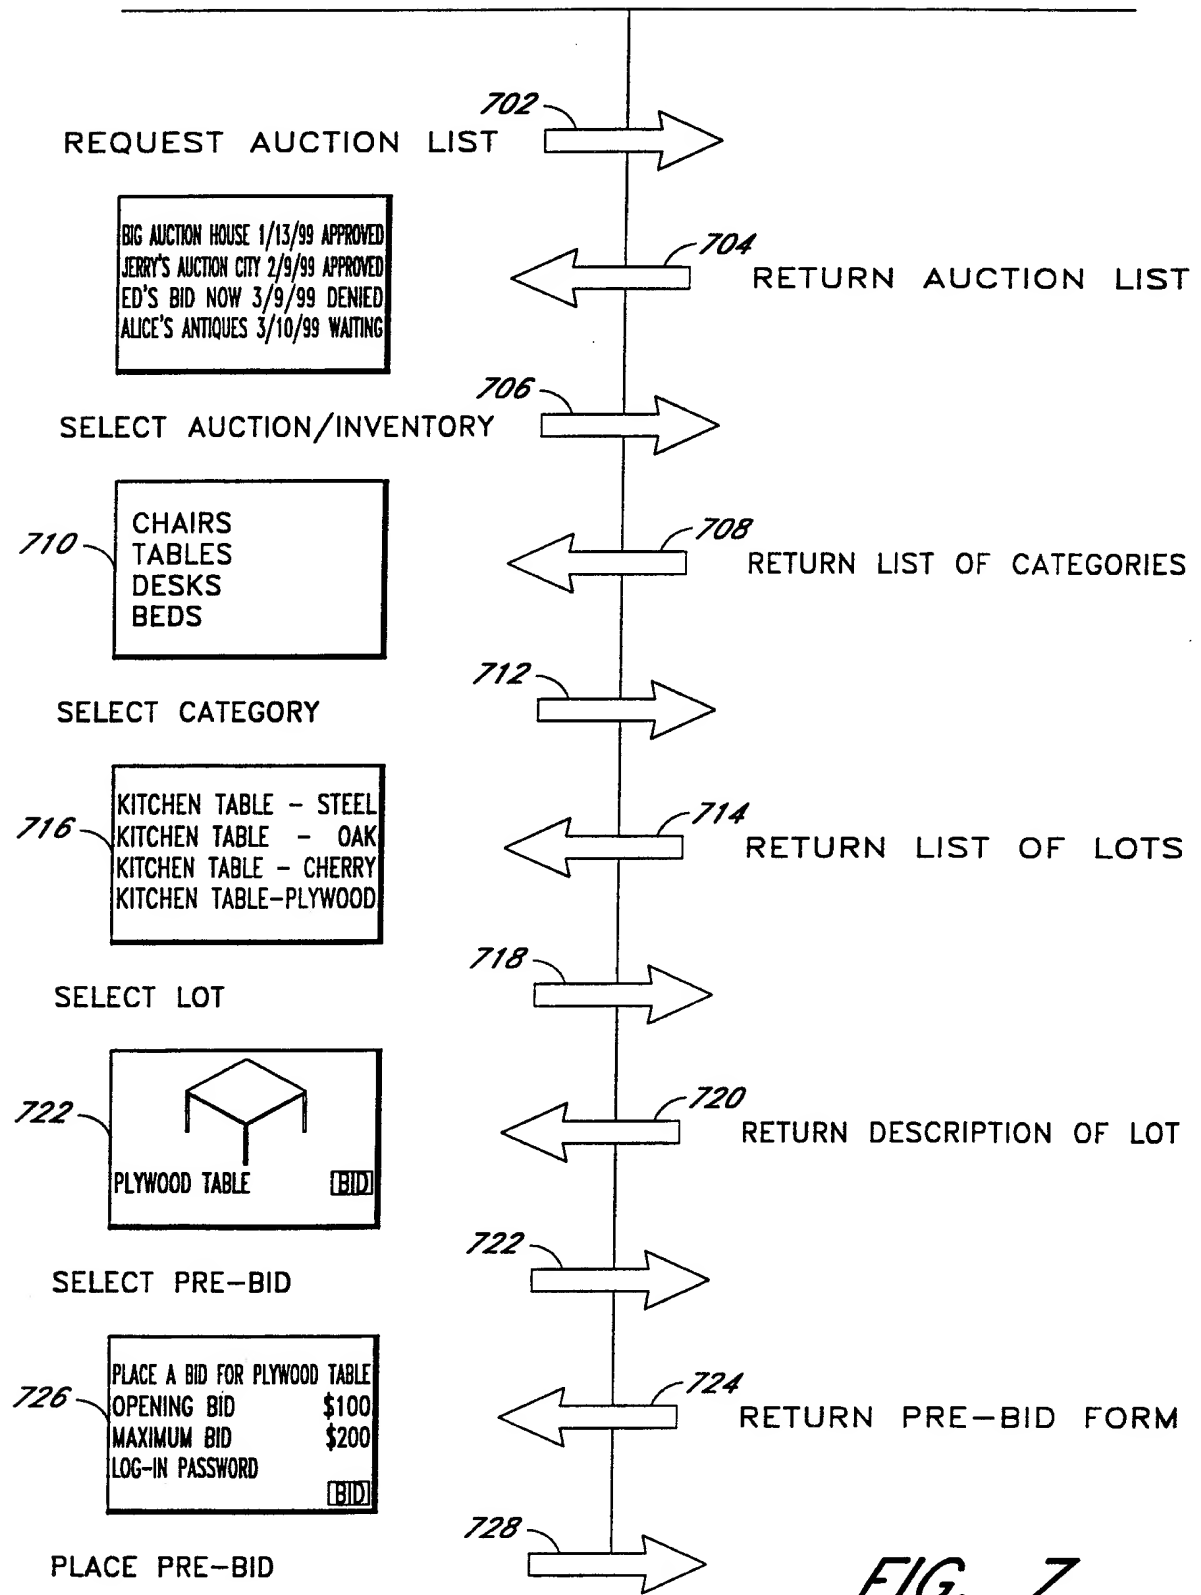 702
REQUEST AUCTION LIST
BIG AUCTION HOUSE 1/13/99 APPROVED
JERRY'S AUCTION CITY 2/9/99 APPROVED
ED'S BID NOW 3/9/99 DENIED
ALICE'S ANTIQUES 3/10/99 WAITING
704
RETURN AUCTION LIST
706
SELECT AUCTION/INVENTORY
710
CHAIRS
TABLES
DESKS
BEDS
708
RETURN LIST OF CATEGORIES
712
SELECT CATEGORY
716
KITCHEN TABLE - STEEL
KITCHEN TABLE - OAK
KITCHEN TABLE - CHERRY
KITCHEN TABLE-PLYWOOD
714
RETURN LIST OF LOTS
718
SELECT LOT
722
PLYWOOD TABLE BID
720
RETURN DESCRIPTION OF LOT
722
SELECT PRE-BID
726
PLACE A BID FOR PLYWOOD TABLE
OPENING BID $100
MAXIMUM BID $200
LOG-IN PASSWORD
BID
724
RETURN PRE-BID FORM
728
PLACE PRE-BID
FIG. 7